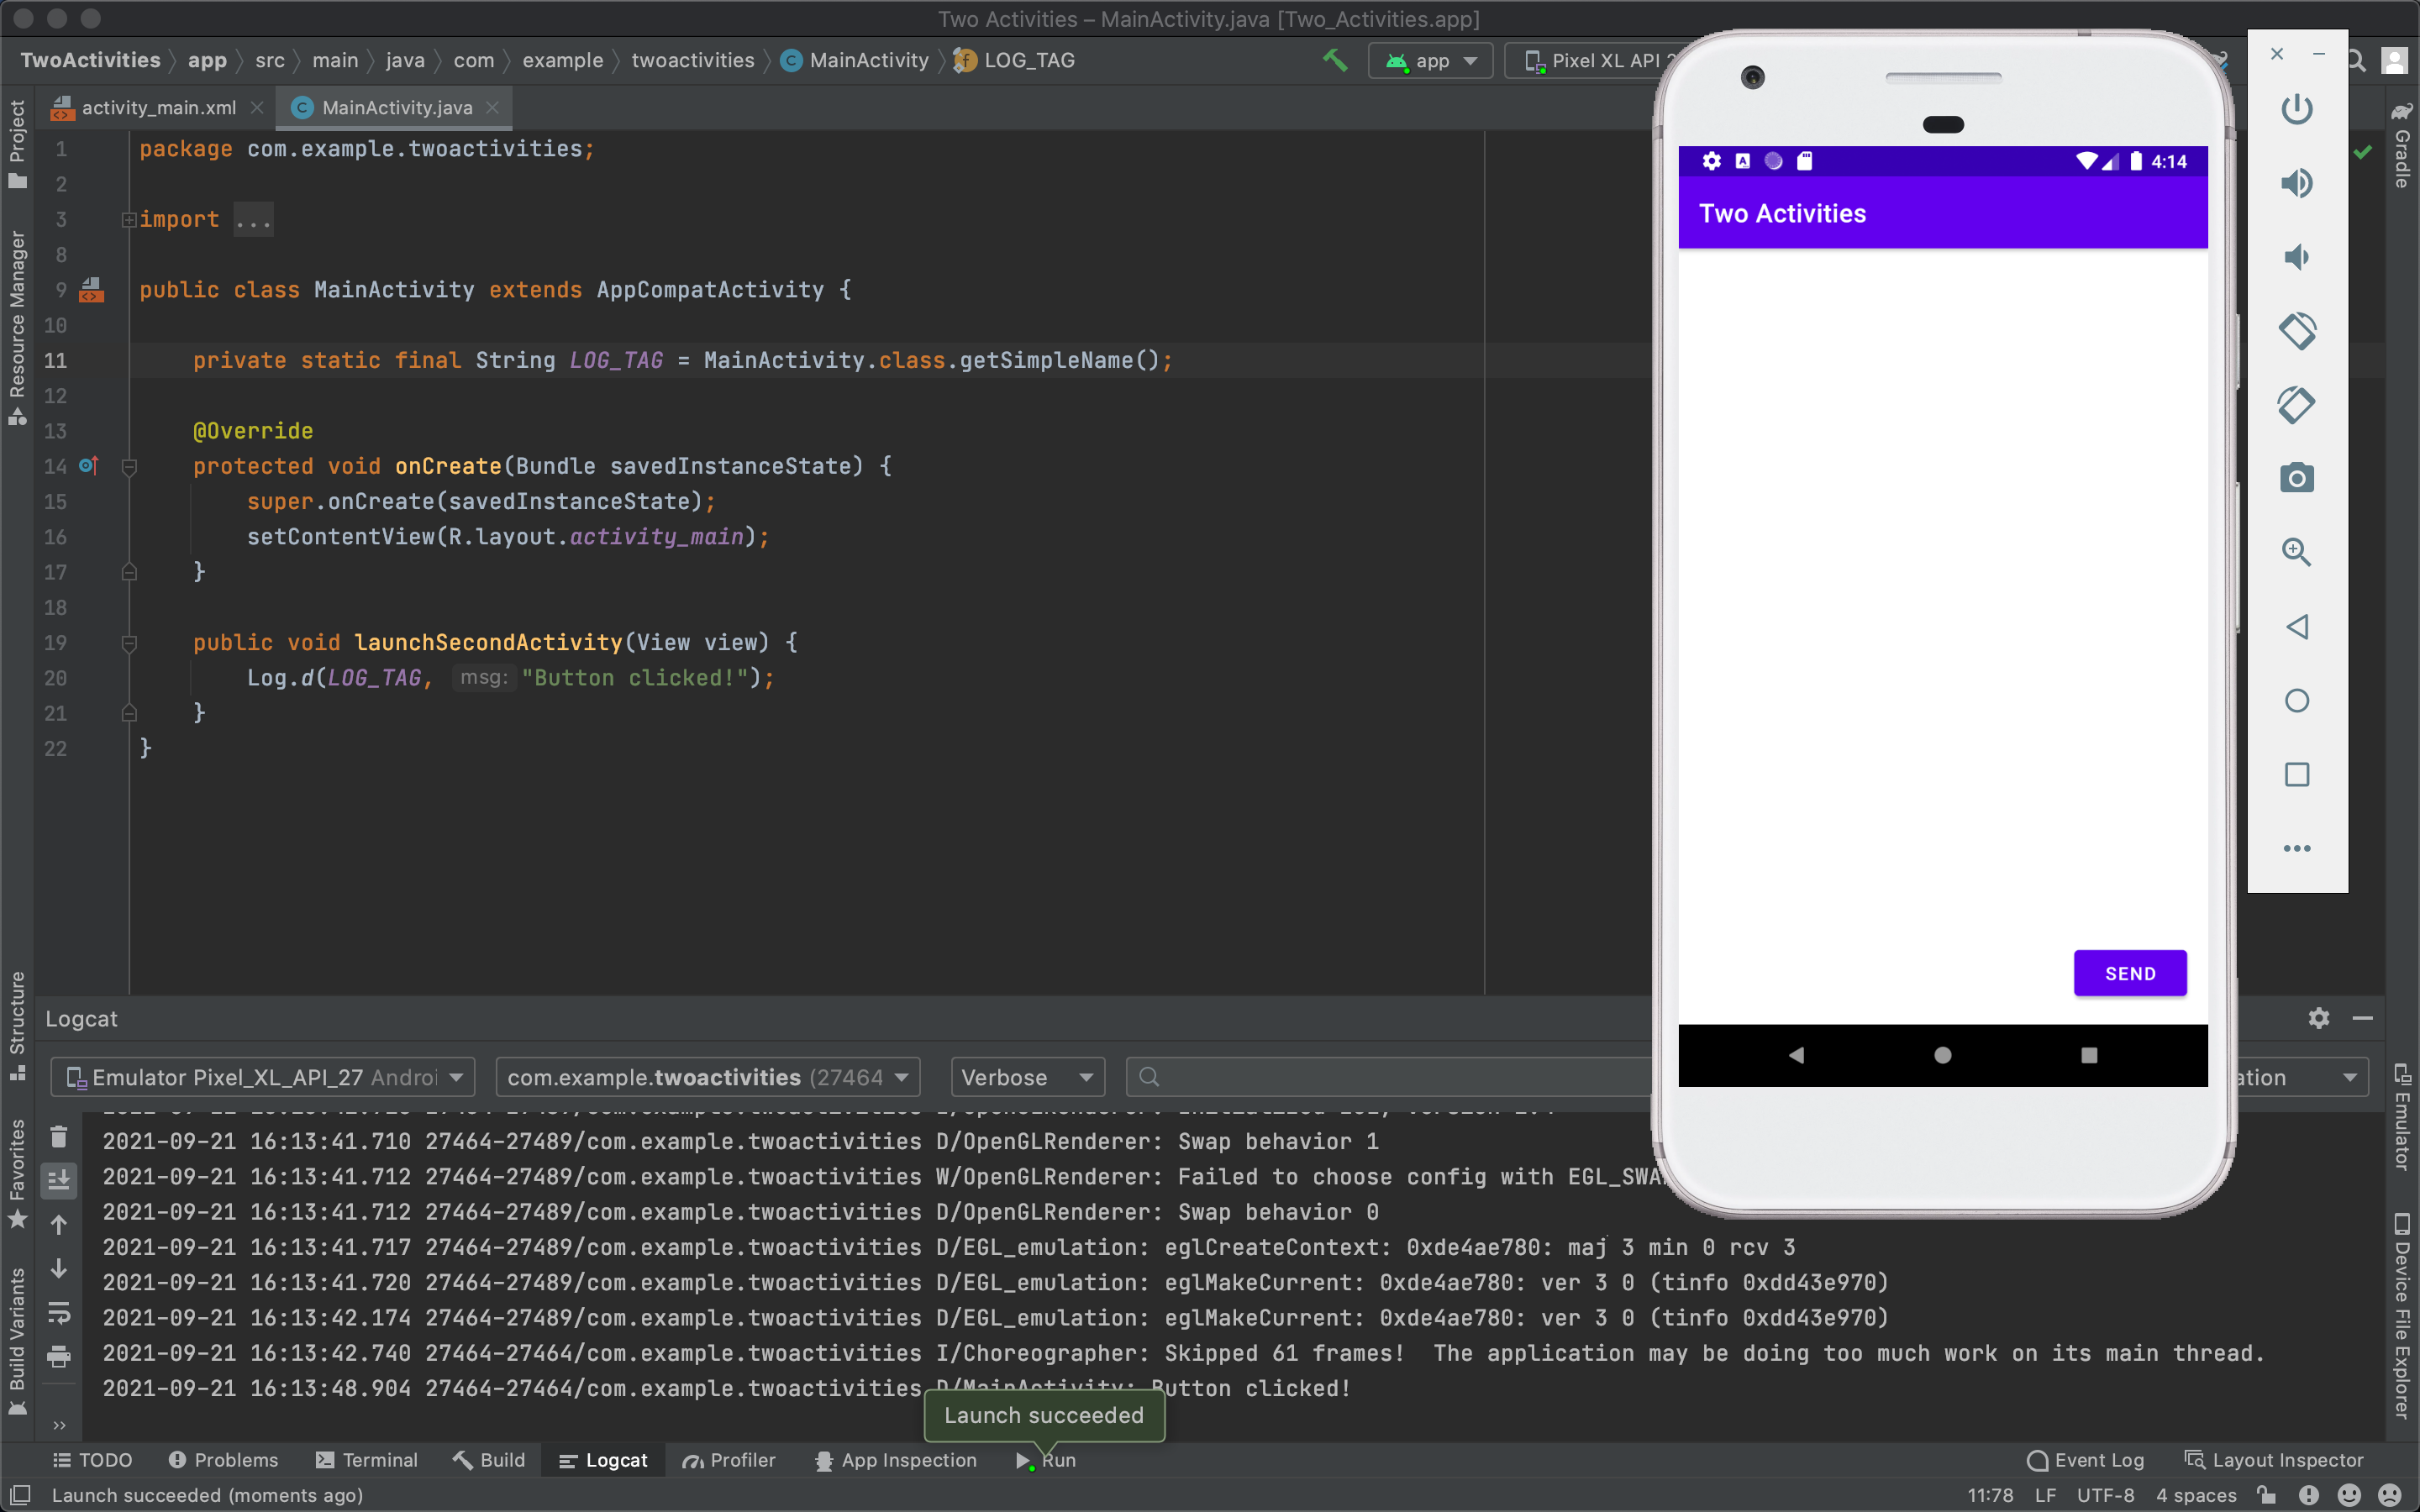 Two Activities – MainActivity.java [Two_Activities.app]
TwoActivities app src main java com example twoactivities MainActivity LOG_TAG
app
Pixel XL API
activity_main.xml
MainActivity.java
Project
Resource Manager
Structure
Favorites
Build Variants
Gradle
Emulator
Device File Explorer
1 package com.example.twoactivities;
2
3 import ...
8
9 public class MainActivity extends AppCompatActivity {
10
11 private static final String LOG_TAG = MainActivity.class.getSimpleName();
12
13 @Override
14 protected void onCreate(Bundle savedInstanceState) {
15 super.onCreate(savedInstanceState);
16 setContentView(R.layout.activity_main);
17 }
18
19 public void launchSecondActivity(View view) {
20 Log.d(LOG_TAG, msg: "Button clicked!");
21 }
22 }
4:14
Two Activities
SEND
Logcat
Emulator Pixel_XL_API_27 Androi
com.example.twoactivities (27464
Verbose
2021-09-21 16:13:41.710 27464-27489/com.example.twoactivities D/OpenGLRenderer: Swap behavior 1
2021-09-21 16:13:41.712 27464-27489/com.example.twoactivities W/OpenGLRenderer: Failed to choose config with EGL_SWA
2021-09-21 16:13:41.712 27464-27489/com.example.twoactivities D/OpenGLRenderer: Swap behavior 0
2021-09-21 16:13:41.717 27464-27489/com.example.twoactivities D/EGL_emulation: eglCreateContext: 0xde4ae780: maj 3 min 0 rcv 3
2021-09-21 16:13:41.720 27464-27489/com.example.twoactivities D/EGL_emulation: eglMakeCurrent: 0xde4ae780: ver 3 0 (tinfo 0xdd43e970)
2021-09-21 16:13:42.174 27464-27489/com.example.twoactivities D/EGL_emulation: eglMakeCurrent: 0xde4ae780: ver 3 0 (tinfo 0xdd43e970)
2021-09-21 16:13:42.740 27464-27464/com.example.twoactivities I/Choreographer: Skipped 61 frames!  The application may be doing too much work on its main thread.
2021-09-21 16:13:48.904 27464-27464/com.example.twoactivities D/MainActivity: Button clicked!
Launch succeeded
TODO Problems Terminal Build Logcat Profiler App Inspection Run Event Log Layout Inspector
Launch succeeded (moments ago) 11:78 LF UTF-8 4 spaces